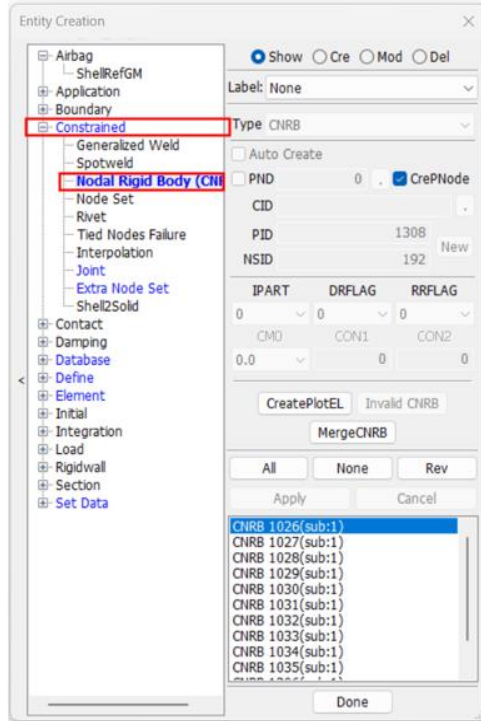 Entity Creation
Airbag
ShellRefGM
Application
Boundary
Constrained
Generalized Weld
Spotweld
Nodal Rigid Body (CNI
Node Set
Rivet
Tied Nodes Failure
Interpolation
Joint
Extra Node Set
Shell2Solid
Contact
Damping
Database
Define
Element
Initial
Integration
Load
Rigidwall
Section
Set Data
<
Show Cre Mod Del
Label: None
Type CNRB
Auto Create
PND 0 . CrePNode
CID .
PID 1308
New
NSID 192
IPART DRFLAG RRFLAG
0 0 0
CMO CON1 CON2
0.0 0 0
CreatePlotEL Invalid CNRB
MergeCNRB
All None Rev
Apply Cancel
CNRB 1026(sub:1)
CNRB 1027(sub:1)
CNRB 1028(sub:1)
CNRB 1029(sub:1)
CNRB 1030(sub:1)
CNRB 1031(sub:1)
CNRB 1032(sub:1)
CNRB 1033(sub:1)
CNRB 1034(sub:1)
CNRB 1035(sub:1)
Done